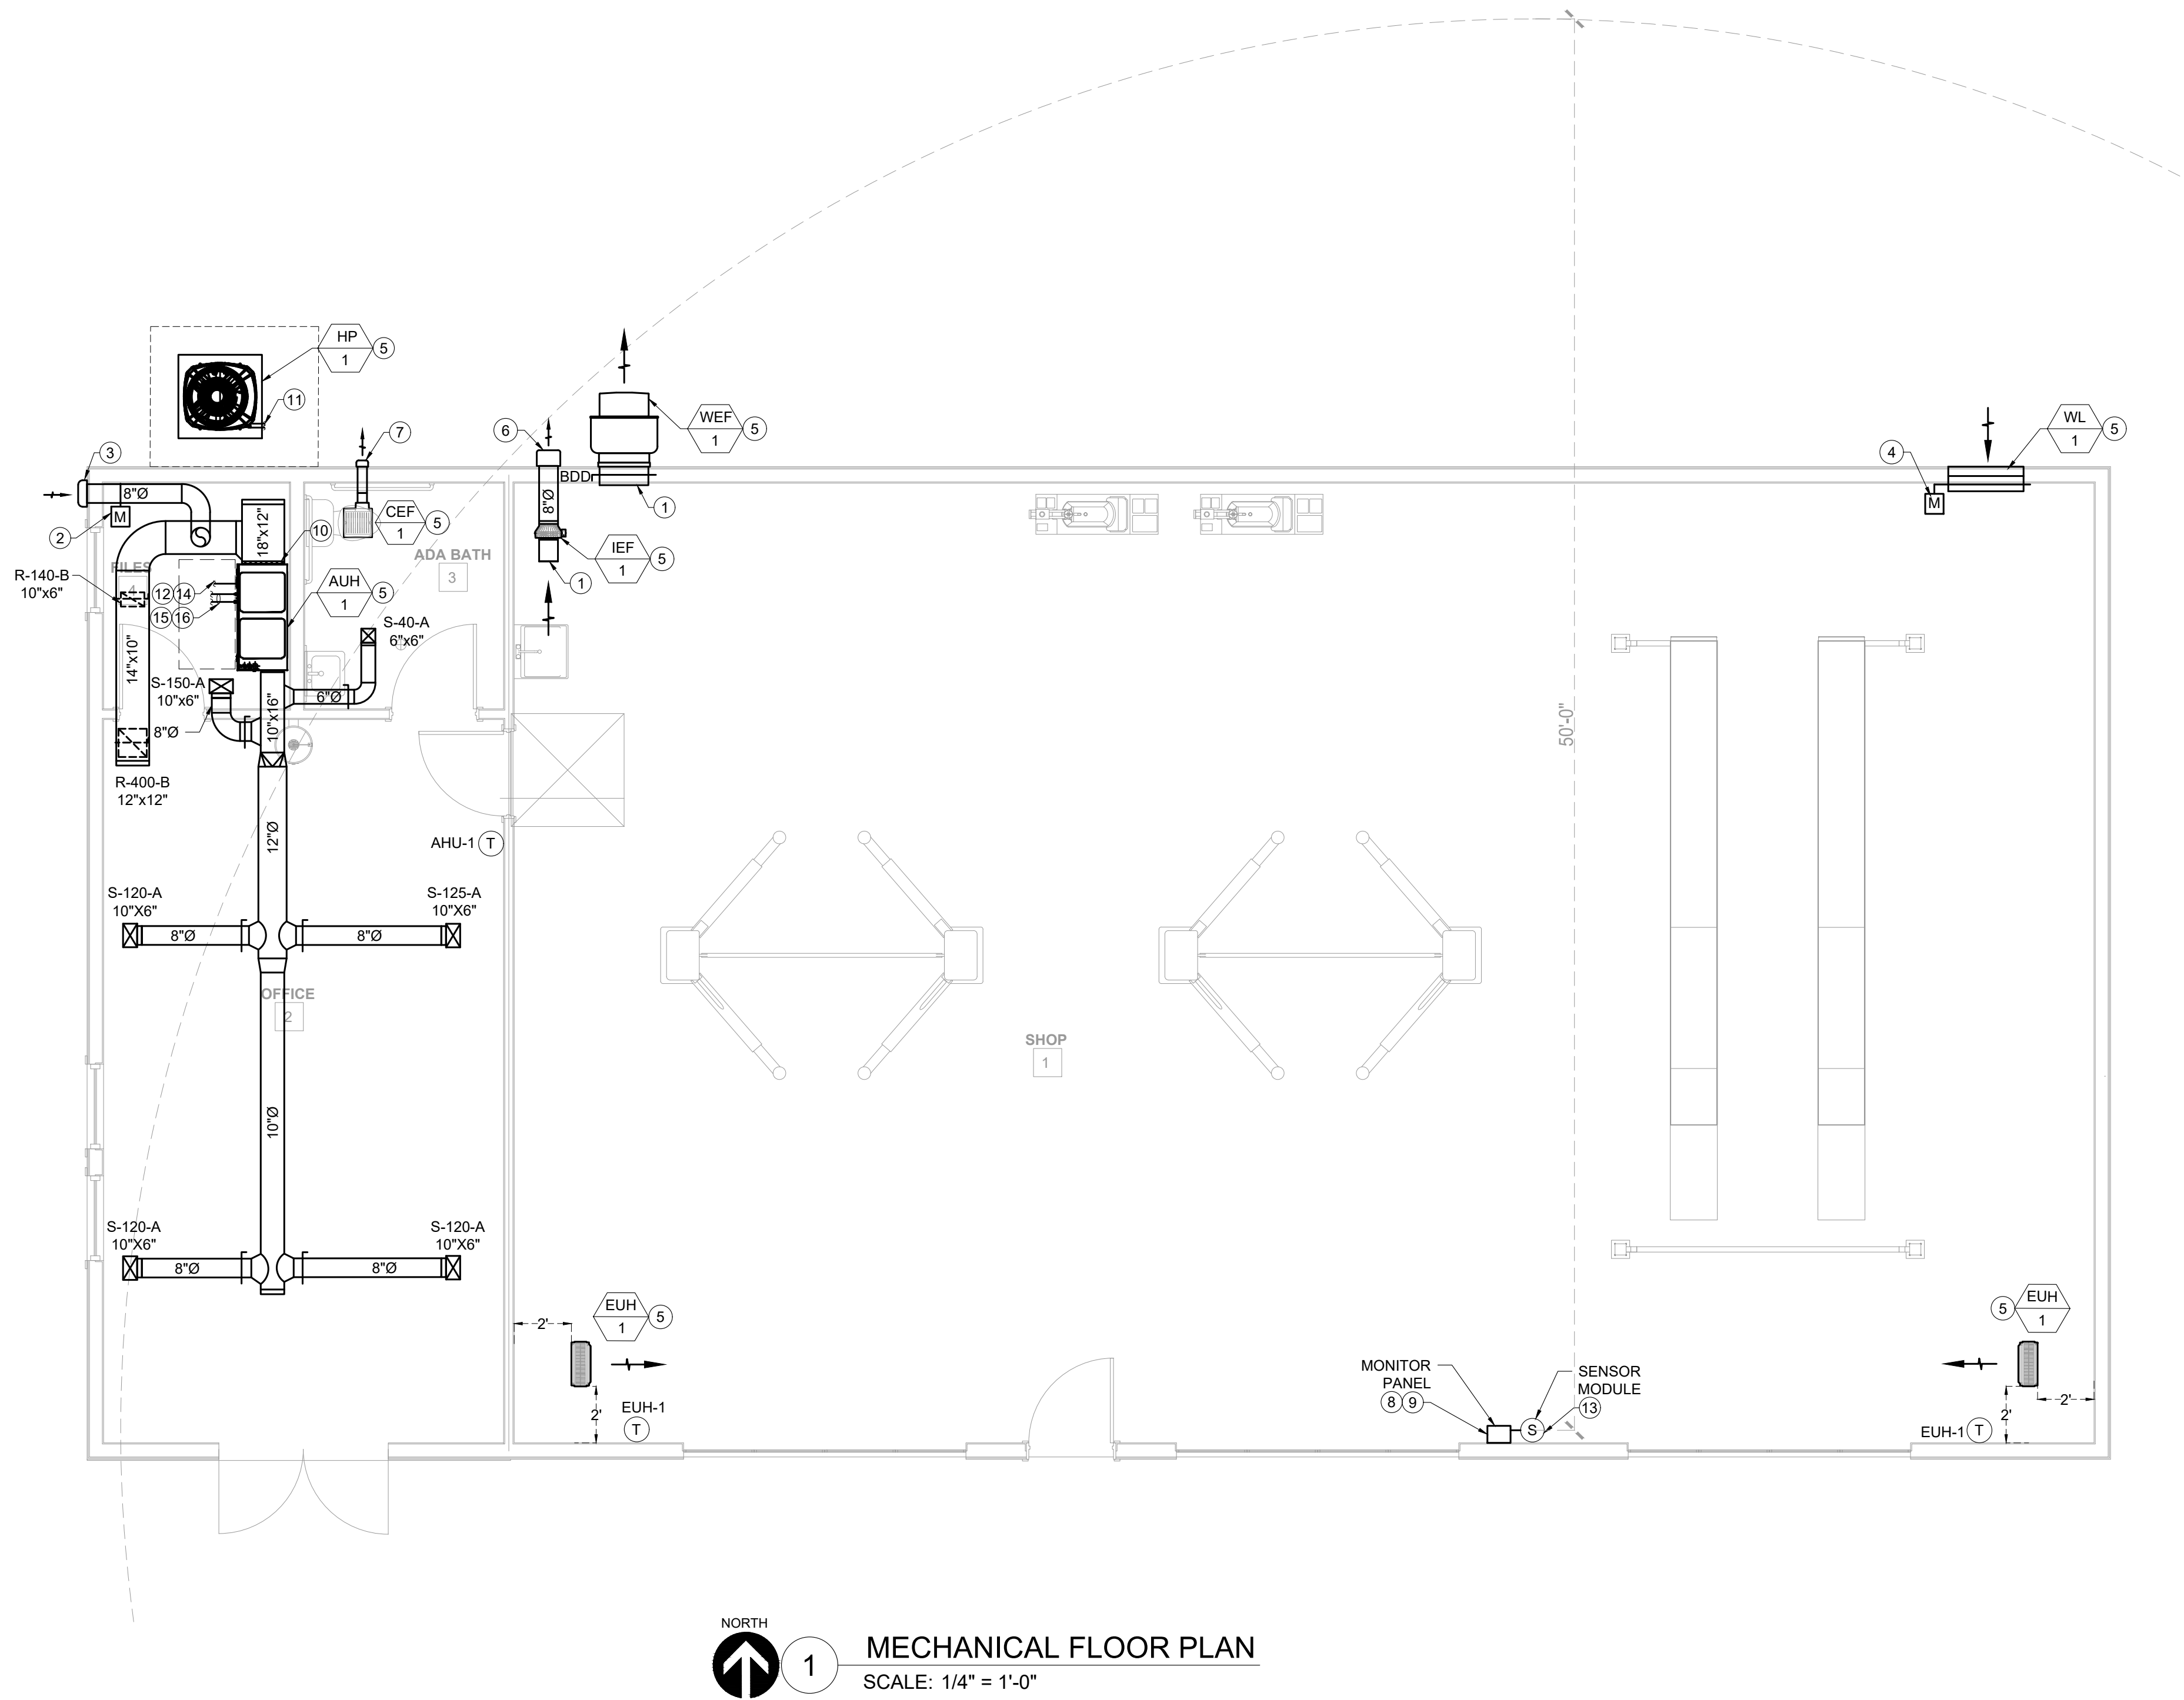 HP
1
5
11
WEF
1
5
WL
1
5
7
6
3
4
8"Ø
M
2
BDD
1
M
8"Ø
18"x12"
10
CEF
1
5
ADA BATH
3
IEF
1
5
1
FILES
4
R-140-B
10"x6"
12
14
15
16
AUH
1
5
S-40-A
6"x6"
14"x10"
S-150-A
10"x6"
6"Ø
10"x16"
8"Ø
50'-0"
R-400-B
12"x12"
12"Ø
AHU-1
T
S-120-A
10"X6"
S-125-A
10"X6"
8"Ø
8"Ø
OFFICE
2
SHOP
1
10"Ø
S-120-A
10"X6"
S-120-A
10"X6"
8"Ø
8"Ø
EUH
1
5
2'
2'
EUH-1
T
MONITOR
PANEL
8
9
SENSOR
MODULE
13
S
5
EUH
1
2'
2'
EUH-1
T
NORTH
1
MECHANICAL FLOOR PLAN
SCALE: 1/4" = 1'-0"